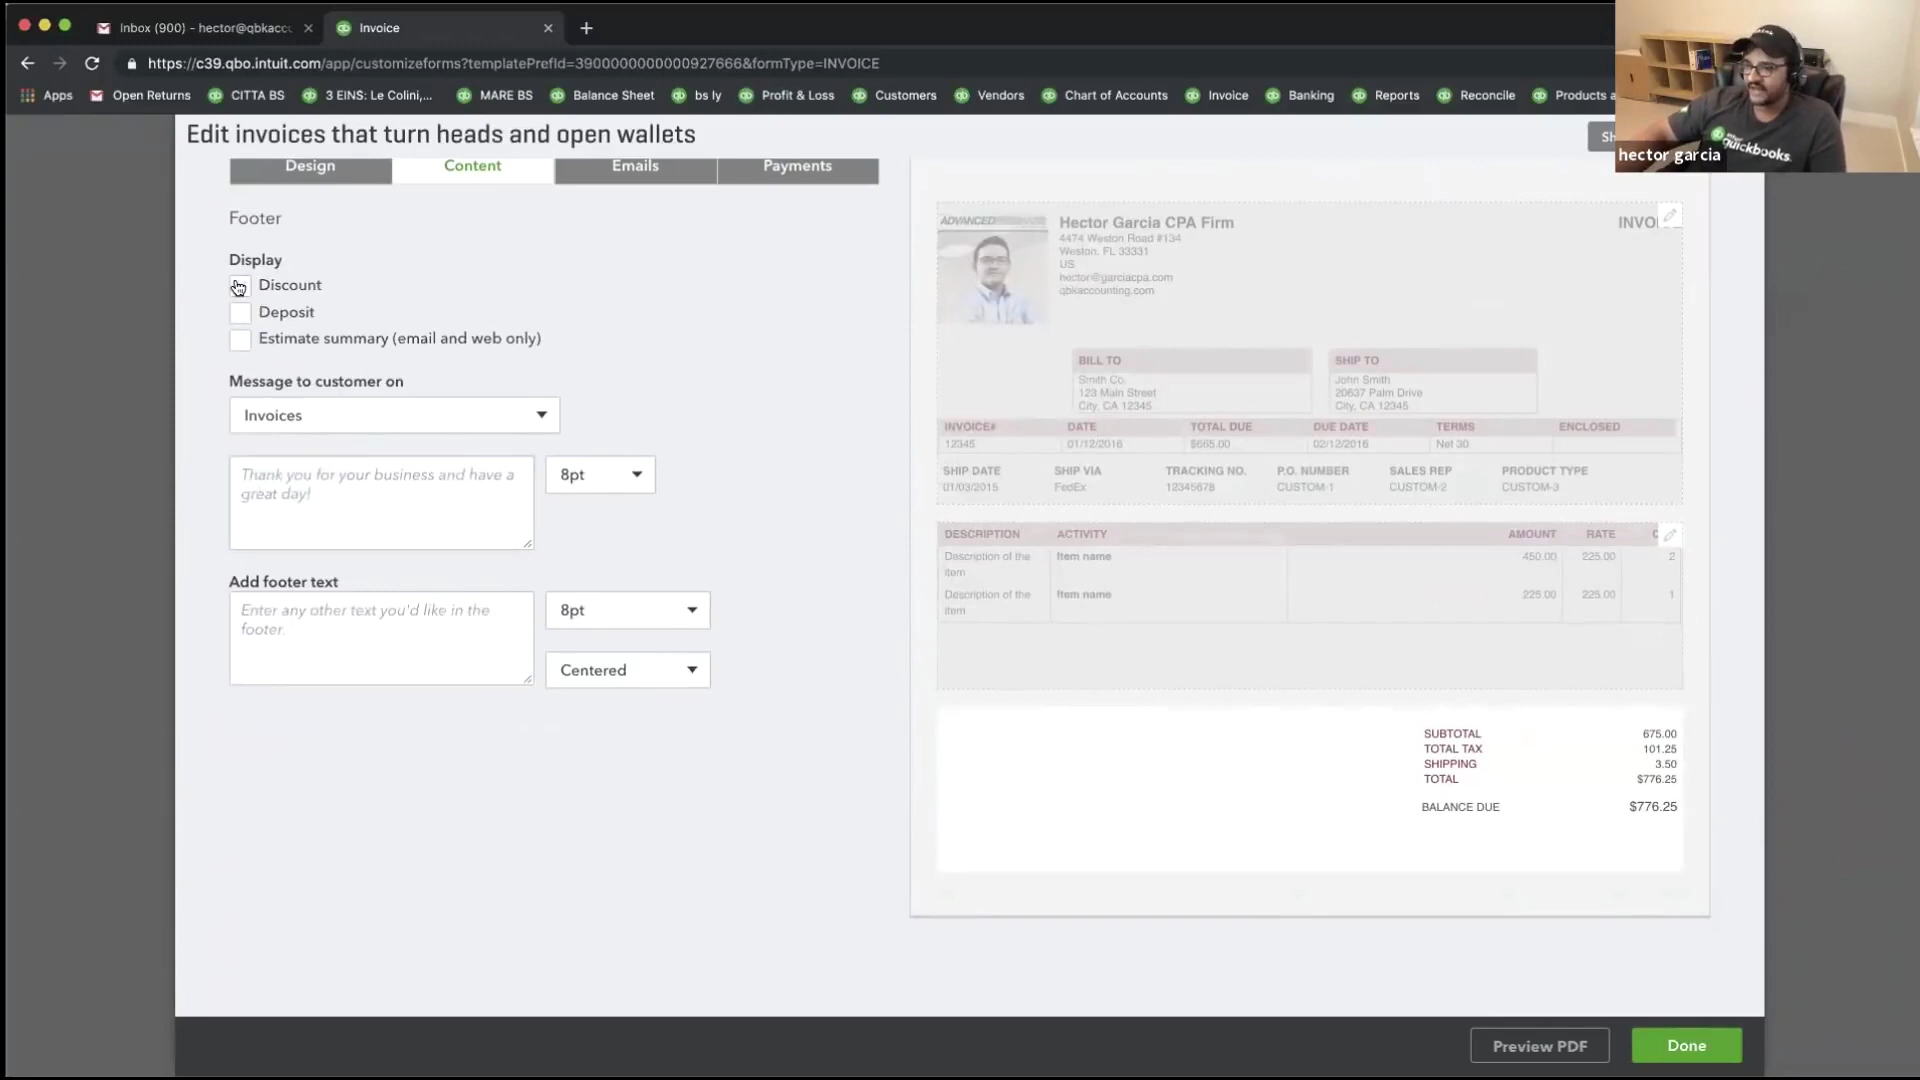 Inbox (900) - hector@qbkacc
Invoice
https://c39.qbo.intuit.com/app/customizeforms?templatePrefId=3900000000000927666&formType=INVOICE
Apps
Open Returns
CITTA BS
3 EINS: Le Colini,...
MARE BS
Balance Sheet
bs ly
Profit & Loss
Customers
Vendors
Chart of Accounts
Invoice
Banking
Reports
Reconcile
Products a
quickbooks.
hector garcia
Edit invoices that turn heads and open wallets
Design
Content
Emails
Payments
Footer
Display
Discount
Deposit
Estimate summary (email and web only)
Message to customer on
Invoices
Thank you for your business and have a
great day!
8pt
Add footer text
Enter any other text you'd like in the
footer.
8pt
Centered
ADVANCED
Hector Garcia CPA Firm
4474 Weston Road #134
Weston, FL 33331
US
hector@garciacpa.com
qbkaccounting.com
INVO
BILL TO
Smith Co.
123 Main Street
City, CA 12345
SHIP TO
John Smith
20637 Palm Drive
City, CA 12345
INVOICE# DATE TOTAL DUE DUE DATE TERMS ENCLOSED
12345 01/12/2016 $665.00 02/12/2016 Net 30
SHIP DATE SHIP VIA TRACKING NO. P.O. NUMBER SALES REP PRODUCT TYPE
01/03/2015 FedEx 12345678 CUSTOM-1 CUSTOM-2 CUSTOM-3
DESCRIPTION ACTIVITY AMOUNT RATE
Description of the Item name 450.00 225.00 2
item
Description of the Item name 225.00 225.00 1
item
SUBTOTAL 675.00
TOTAL TAX 101.25
SHIPPING 3.50
TOTAL $776.25
BALANCE DUE $776.25
Preview PDF
Done